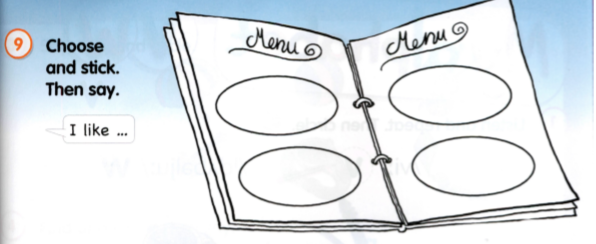 9 Choose
and stick.
Then say.
I like ...
Menu
Menu